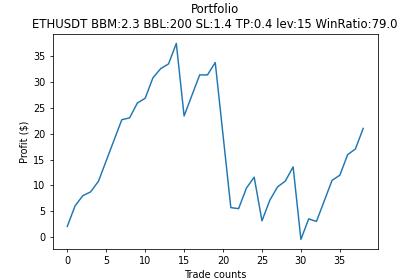 Portfolio
ETHUSDT BBM:2.3 BBL:200 SL:1.4 TP:0.4 lev:15 WinRatio:79.0
Profit ($)
35
30
25
20
15
10
5
0
0 5 10 15 20 25 30 35
Trade counts